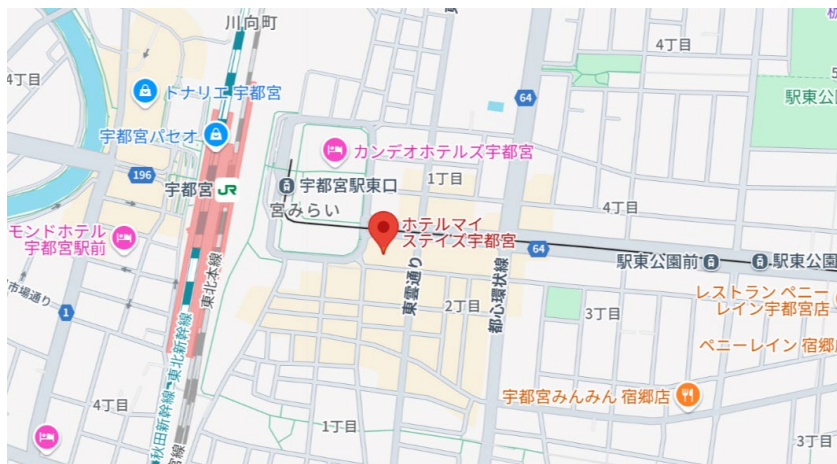 川向町
4丁目
トナリエ 宇都宮
宇都宮パセオ
64
4丁目
駅東公
カンデオホテルズ宇都宮
196
宇都宮
JR
宇都宮駅東口
宮みらい
1丁目
4丁目
モンドホテル
宇都宮駅前
ホテルマイ
ステイズ宇都宮
64
駅東公園前
駅東公園
東北本線
東雲通り
都心環状線
市場通り
1
2丁目
3丁目
レストラン ペニー
レイン宇都宮店
ペニーレイン 宿郷
東北新幹線
宇都宮みんみん 宿郷店
4丁目
1丁目
3丁目
秋田新幹線
宮線